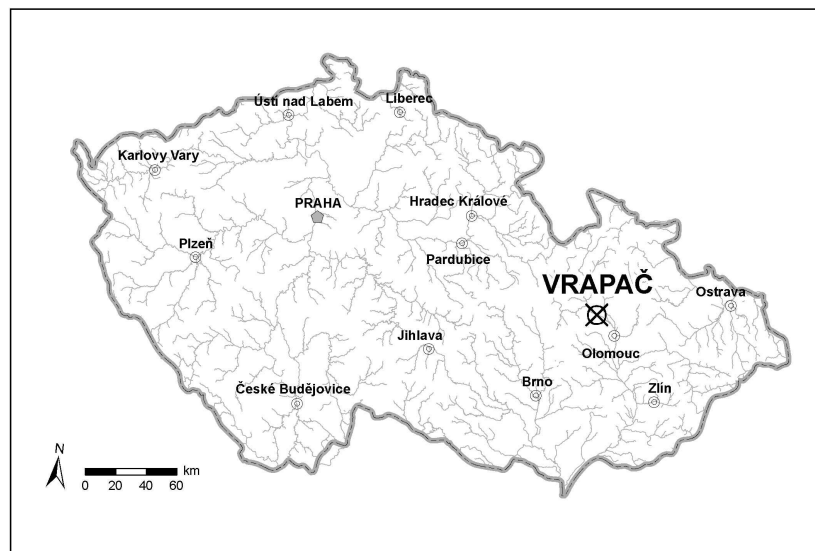 Ústí nad Labem
Liberec
Karlovy Vary
PRAHA
Hradec Králové
Plzeň
Pardubice
VRAPAČ
Ostrava
Jihlava
Olomouc
České Budějovice
Brno
Zlín
N
km
0 20 40 60